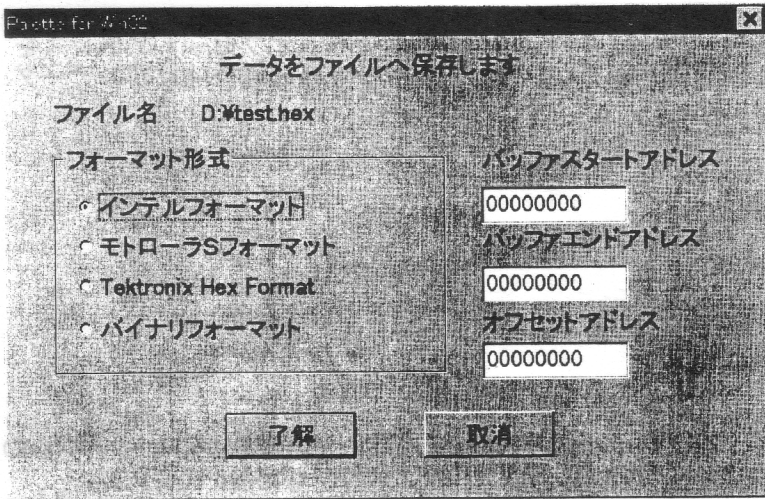 Palette for Win32
データをファイルへ保存します
ファイル名 D:¥test.hex
フォーマット形式
インテルフォーマット
モトローラSフォーマット
Tektronix Hex Format
バイナリフォーマット
バッファスタートアドレス
00000000
バッファエンドアドレス
00000000
オフセットアドレス
00000000
了解
取消